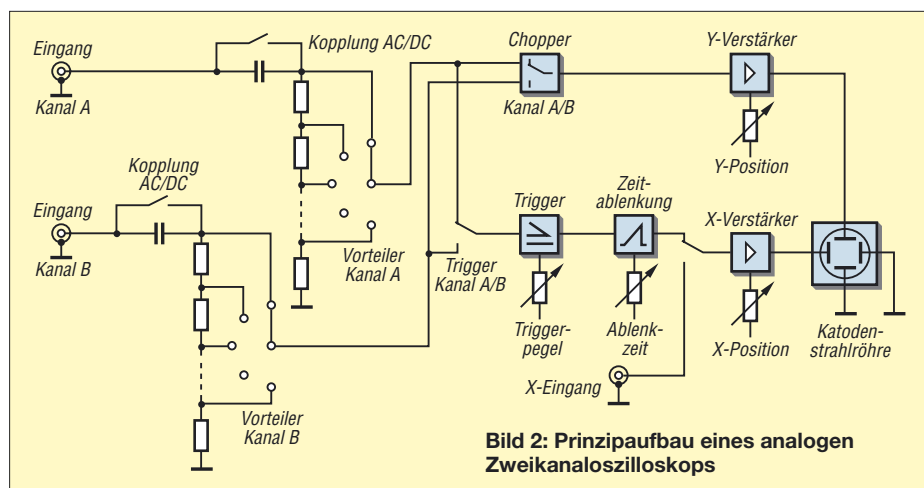 Eingang
Kanal A
Kopplung AC/DC
Chopper
Kanal A/B
Y-Verstärker
Y-Position
Kopplung
AC/DC
Eingang
Kanal B
Vorteiler
Kanal A
Trigger
Kanal A/B
Trigger
Trigger-
pegel
Zeit-
ablenkung
Ablenk-
zeit
X-Verstärker
X-Position
Katoden-
strahlröhre
X-Eingang
Vorteiler
Kanal B
Bild 2: Prinzipaufbau eines analogen
Zweikanaloszilloskops